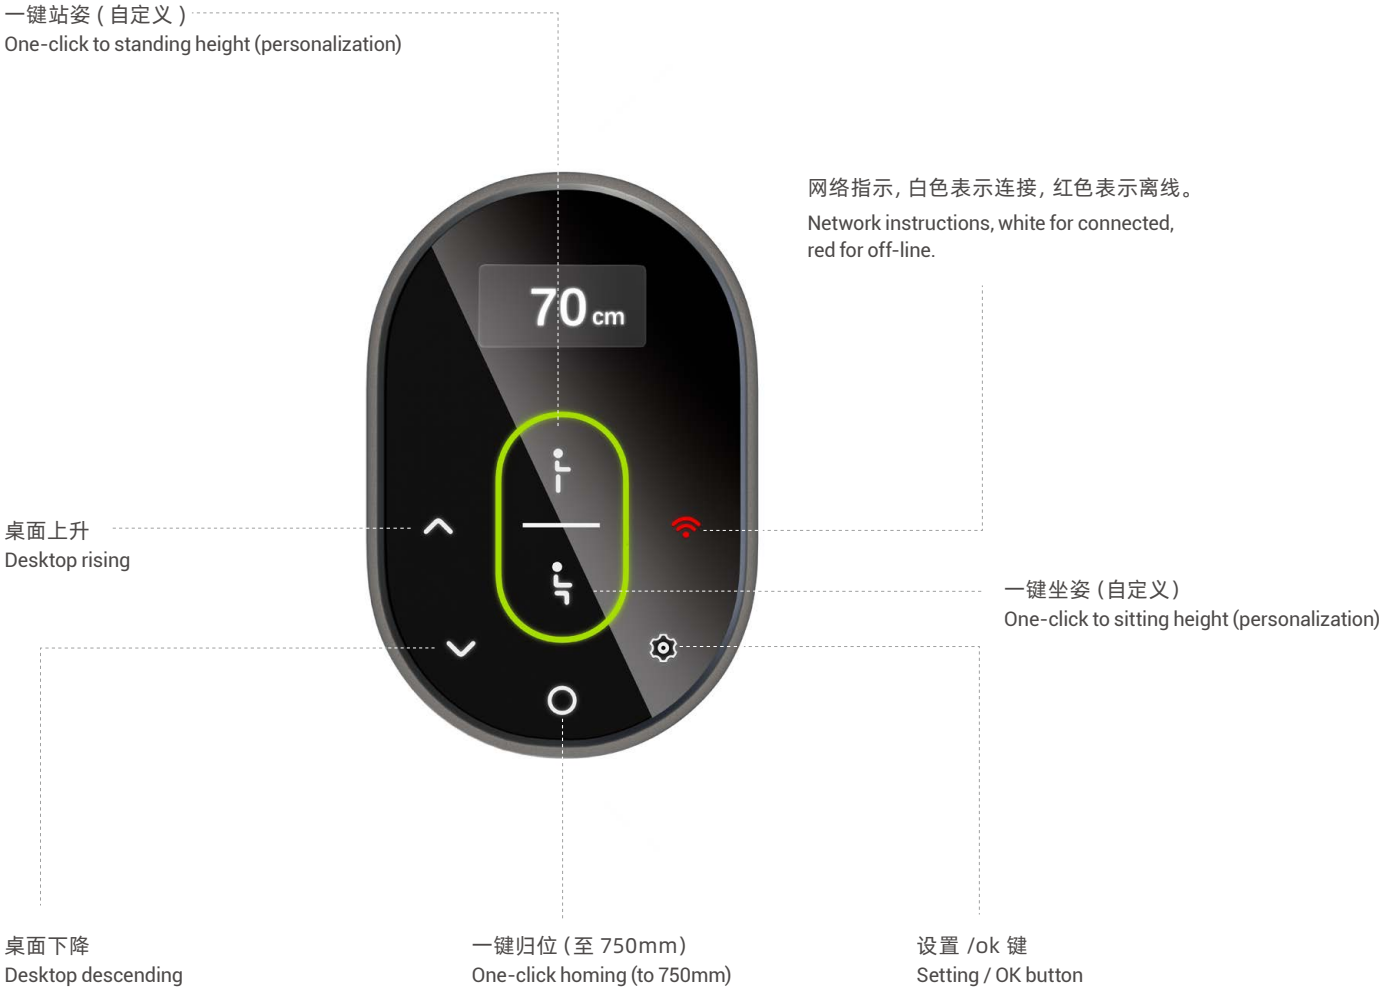 一键站姿 ( 自定义 )
One-click to standing height (personalization)
网络指示, 白色表示连接, 红色表示离线。
Network instructions, white for connected,
red for off-line.
70 cm
桌面上升
Desktop rising
一键坐姿 (自定义)
One-click to sitting height (personalization)
桌面下降
Desktop descending
一键归位 (至 750mm)
One-click homing (to 750mm)
设置 /ok 键
Setting / OK button